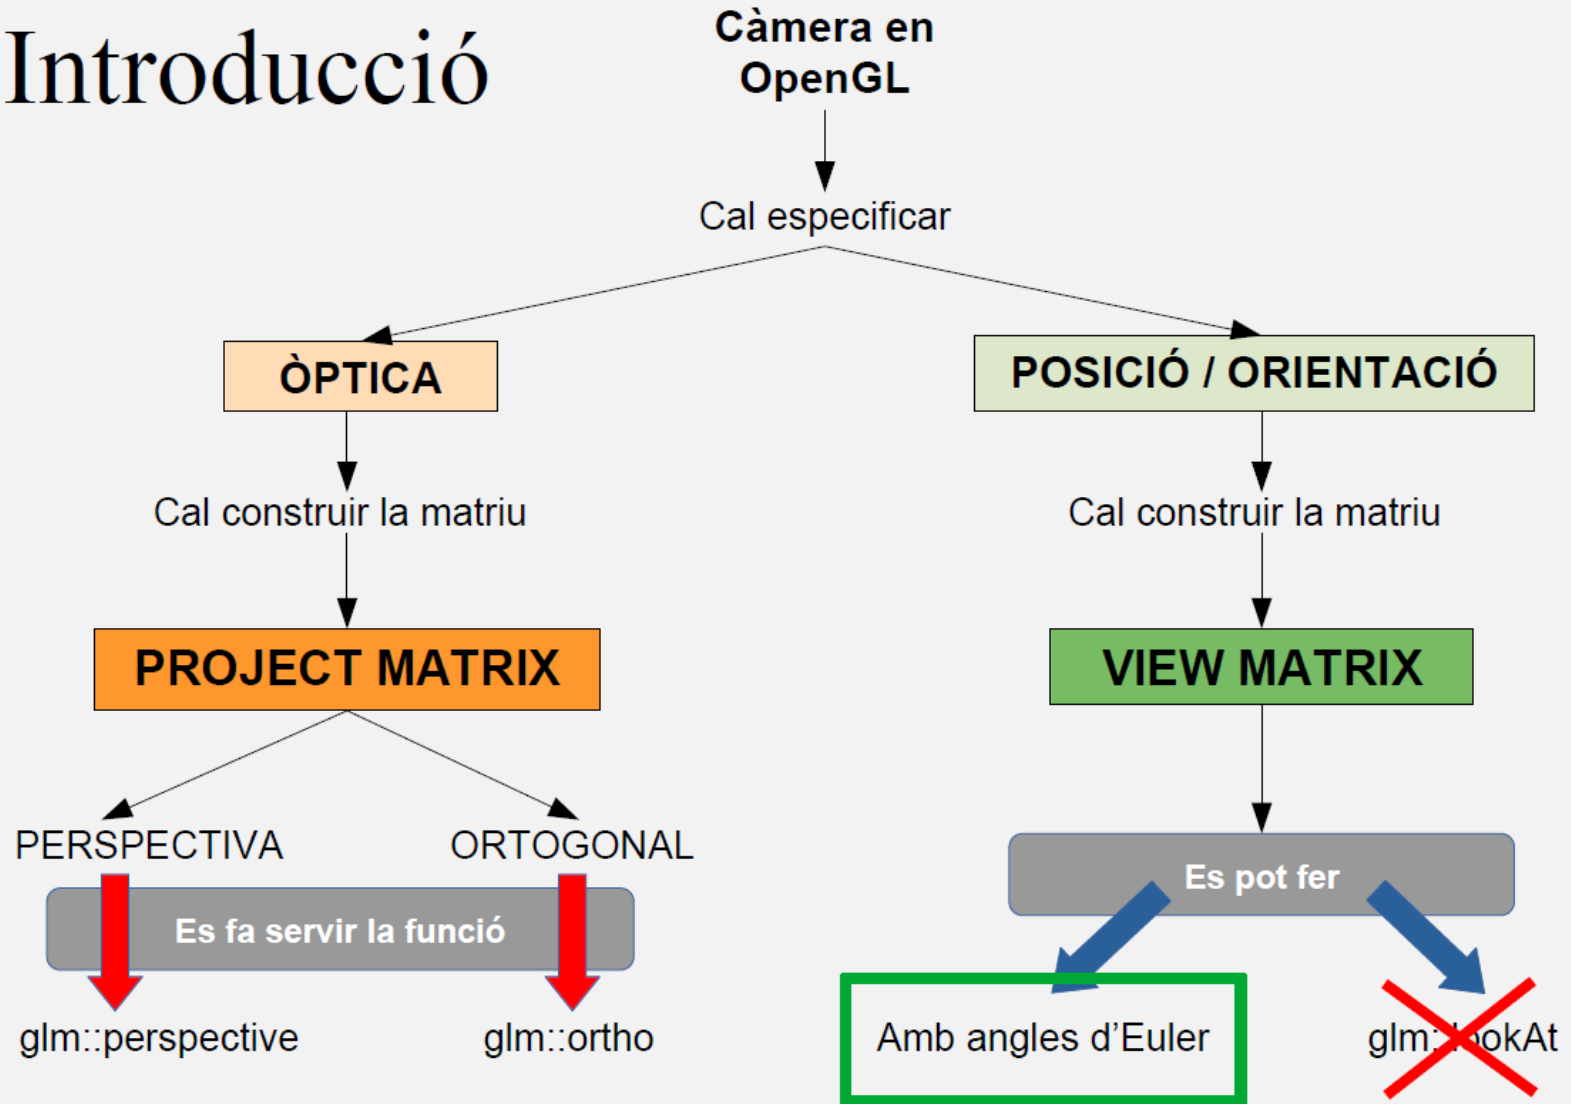 Introducció
Càmera en
OpenGL
Cal especificar
ÒPTICA
POSICIÓ / ORIENTACIÓ
Cal construir la matriu
Cal construir la matriu
PROJECT MATRIX
VIEW MATRIX
PERSPECTIVA
ORTOGONAL
Es pot fer
Es fa servir la funció
glm::perspective
glm::ortho
Amb angles d’Euler
glm::lookAt